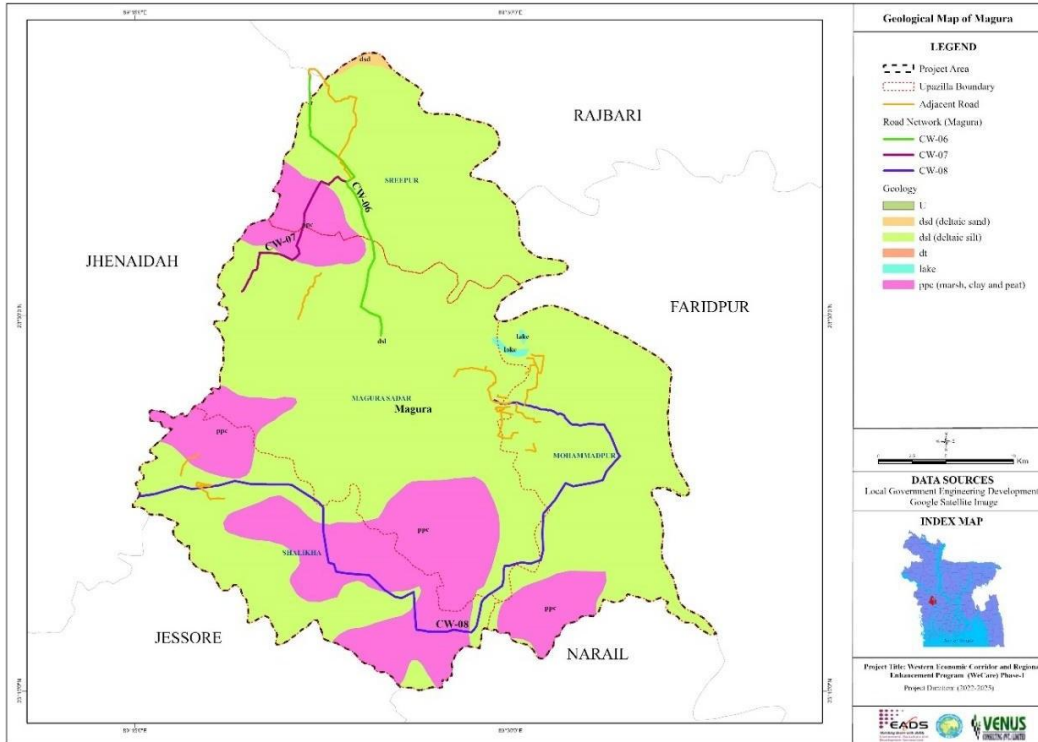 Geological Map of Magura
LEGEND
Project Area
Upazilla Boundary
Adjacent Road
Road Network (Magura)
CW-06
CW-07
CW-08
Geology
U
dsd (deltaic sand)
dsl (deltaic silt)
dt
lake
ppc (marsh, clay and peat)
Km
DATA SOURCES
Local Government Engineering Development
Google Satellite Image
INDEX MAP
Project Title: Western Economic Corridor and Regional
Enhancement Program (WeCare) Phase-1
Project Duration: (2022-2025)
EADS
VENUS
dsd
RAJBARI
SREEPUR
CW-06
ppc
CW-07
JHENAIDAH
FARIDPUR
dsl
lake
lake
MAGURA SADAR
Magura
ppc
MOHAMMADPUR
ppc
SHALIKHA
ppc
CW-08
JESSORE
NARAIL